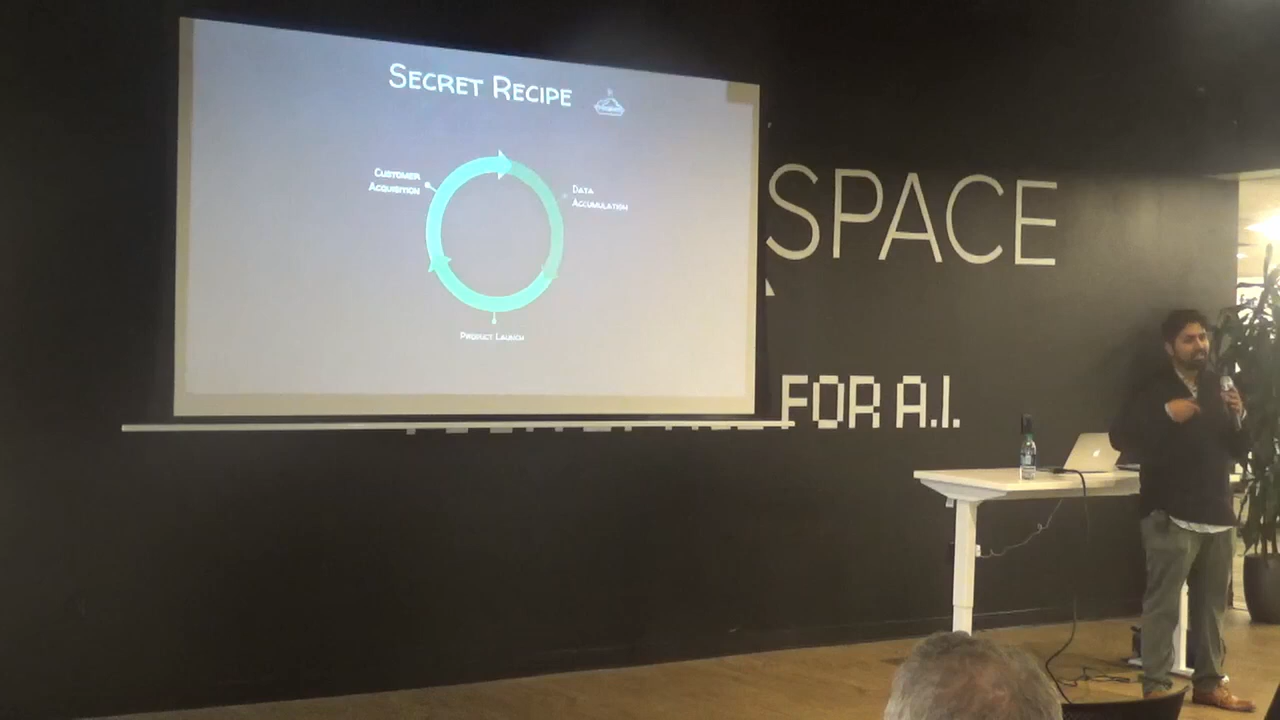 SECRET RECIPE
CUSTOMER
ACQUISITION
DATA
ACCUMULATION
PRODUCT LAUNCH
SPACE
FOR A.I.